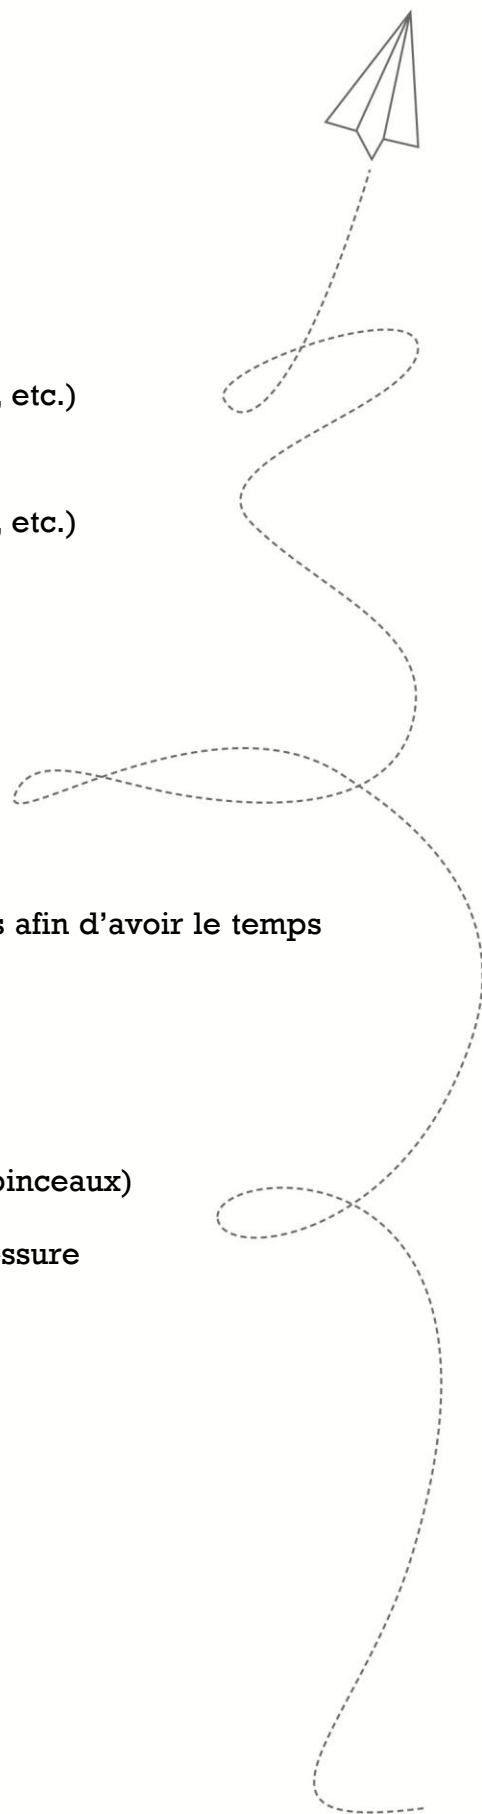 , etc.)
, etc.)
s afin d’avoir le temps
pinceaux)
ssure